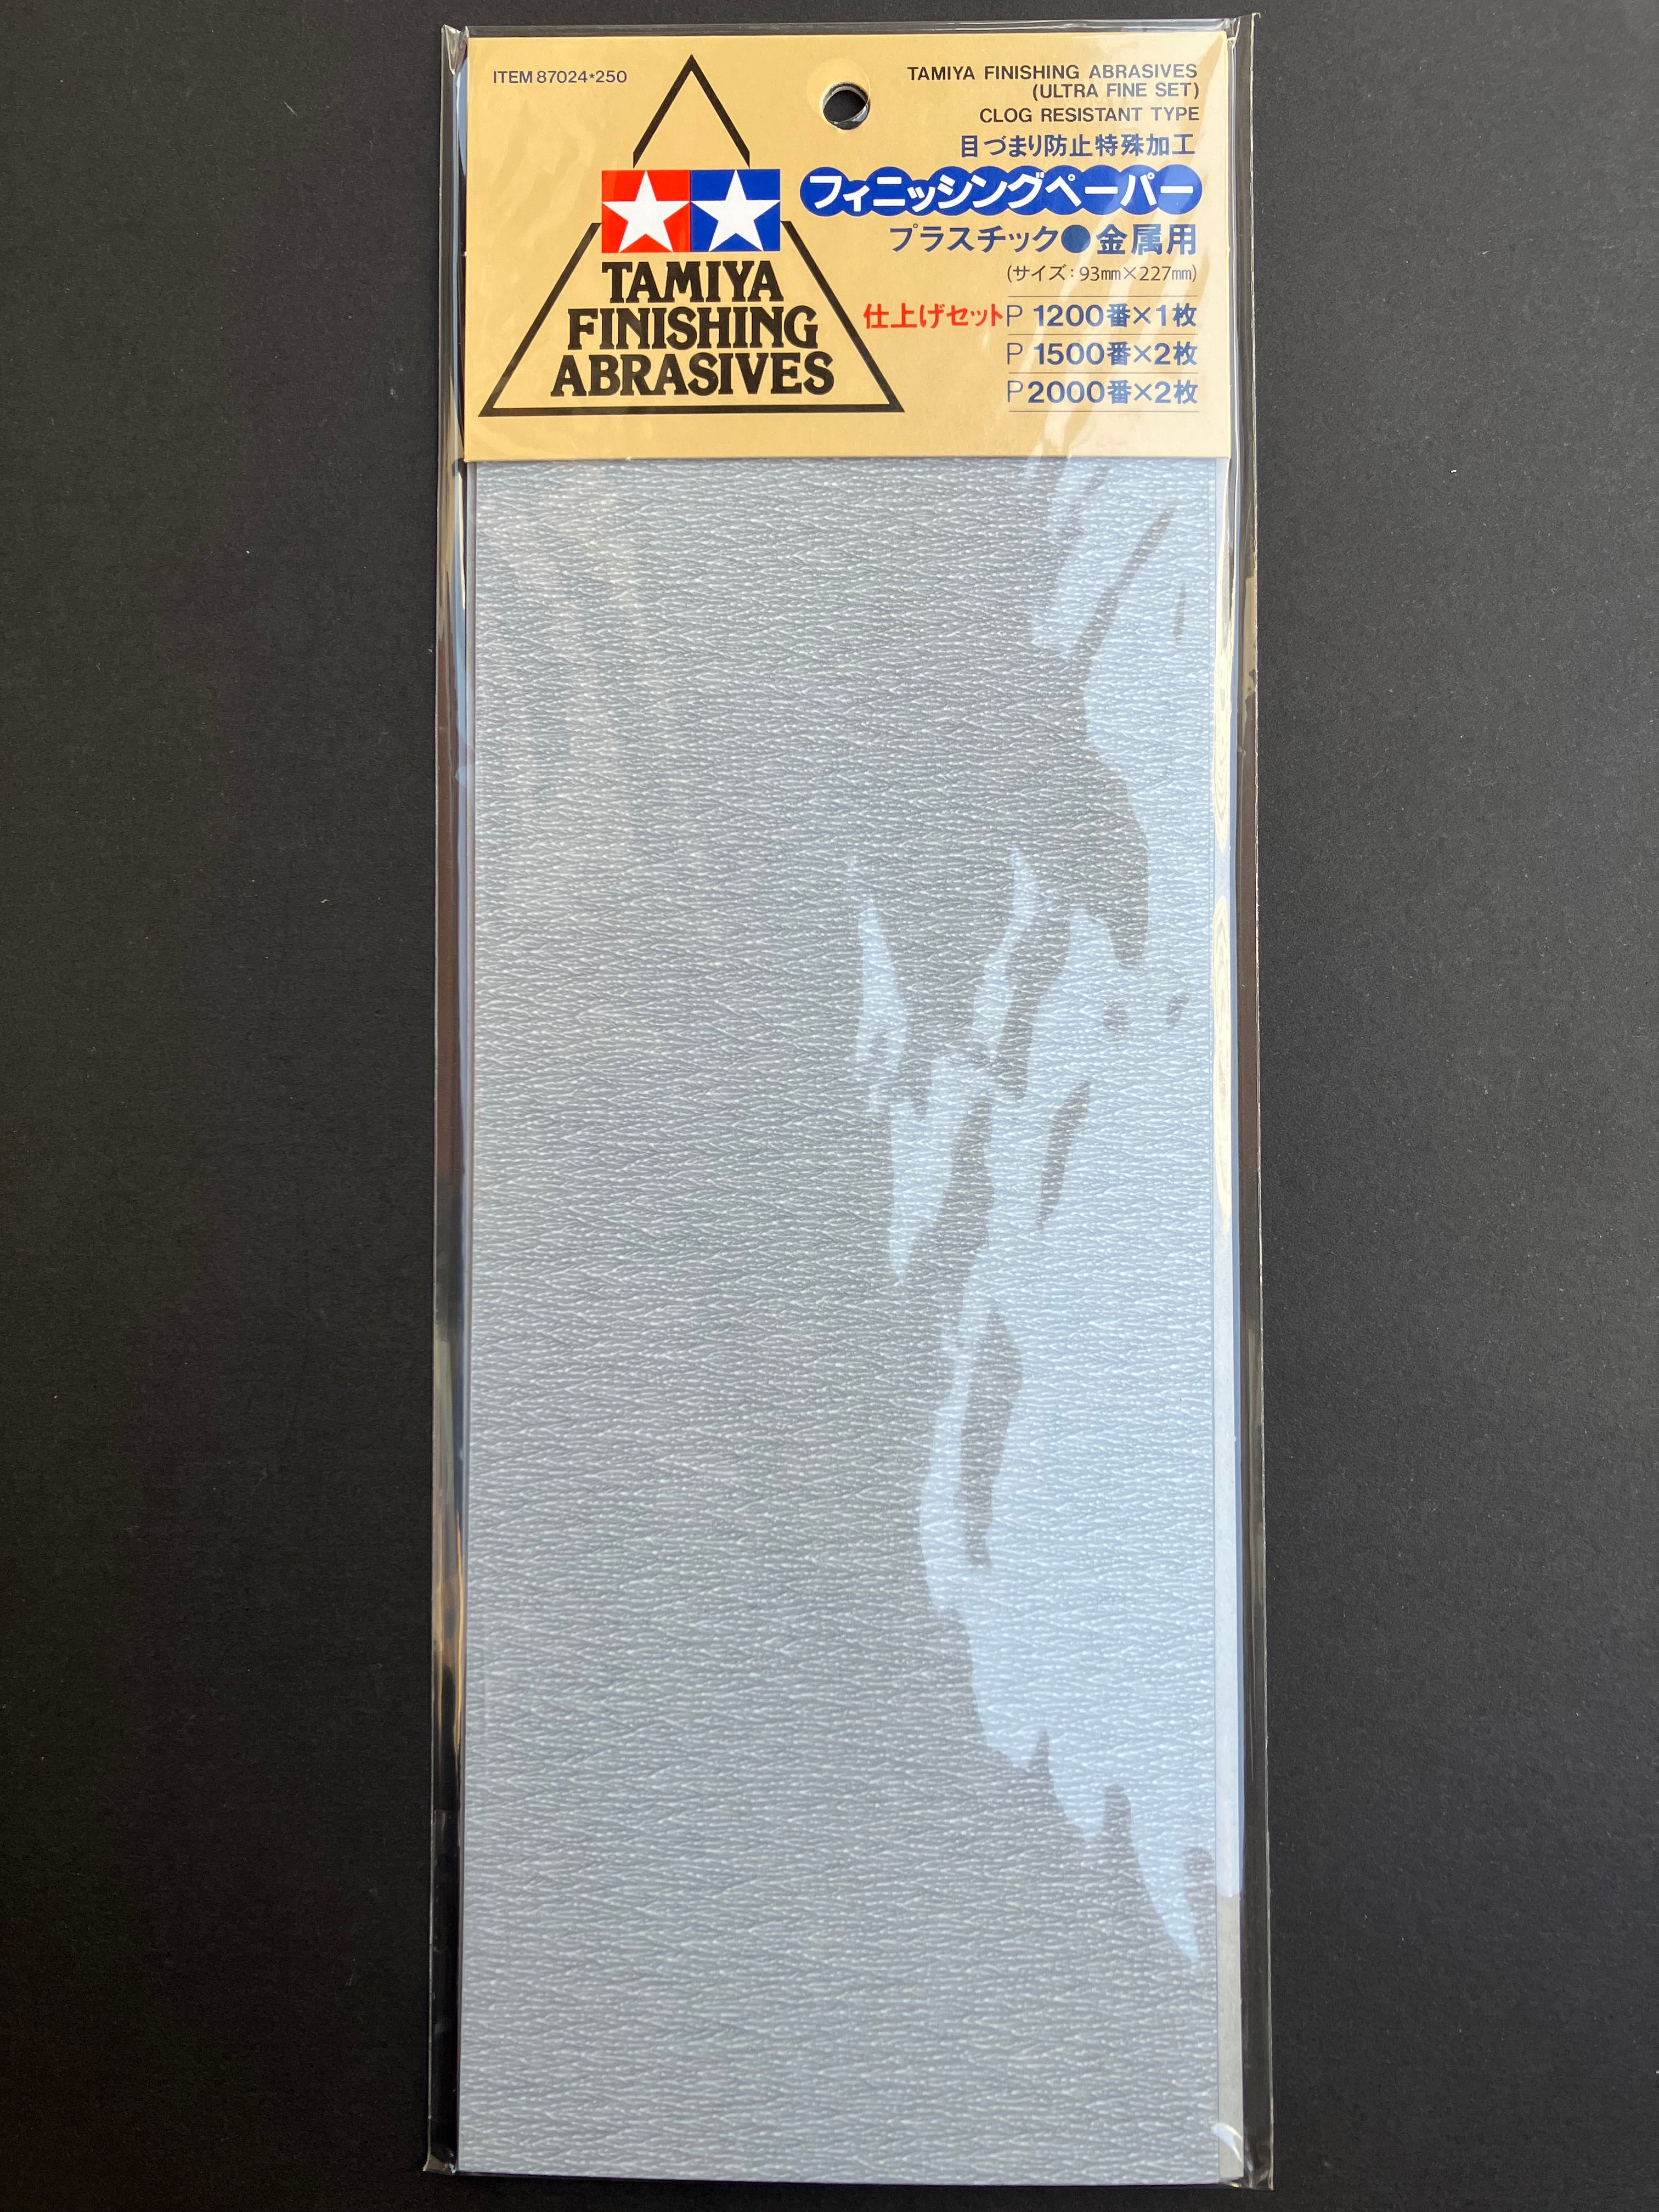 ITEM 87024*250
TAMIYA
FINISHING
ABRASIVES
TAMIYA FINISHING ABRASIVES
(ULTRA FINE SET)
CLOG RESISTANT TYPE
目づまり防止特殊加工
フィニッシングペーパー
プラスチック●金属用
(サイズ:93㎜×227㎜)
仕上げセットP 1200番×1枚
P 1500番×2枚
P 2000番×2枚